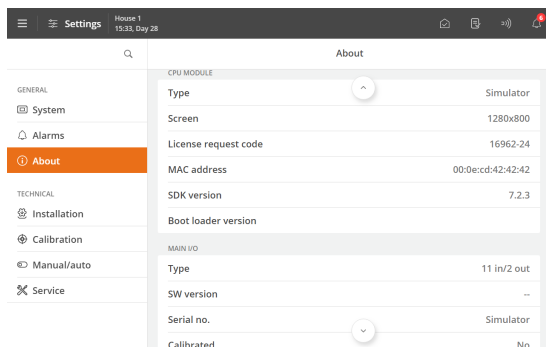 Settings
House 1
15:33, Day 28
6
About
GENERAL
System
Alarms
About
TECHNICAL
Installation
Calibration
Manual/auto
Service
CPU MODULE
Type Simulator
Screen 1280x800
License request code 16962-24
MAC address 00:0e:cd:42:42:42
SDK version 7.2.3
Boot loader version
MAIN I/O
Type 11 in/2 out
SW version --
Serial no. Simulator
Calibrated No